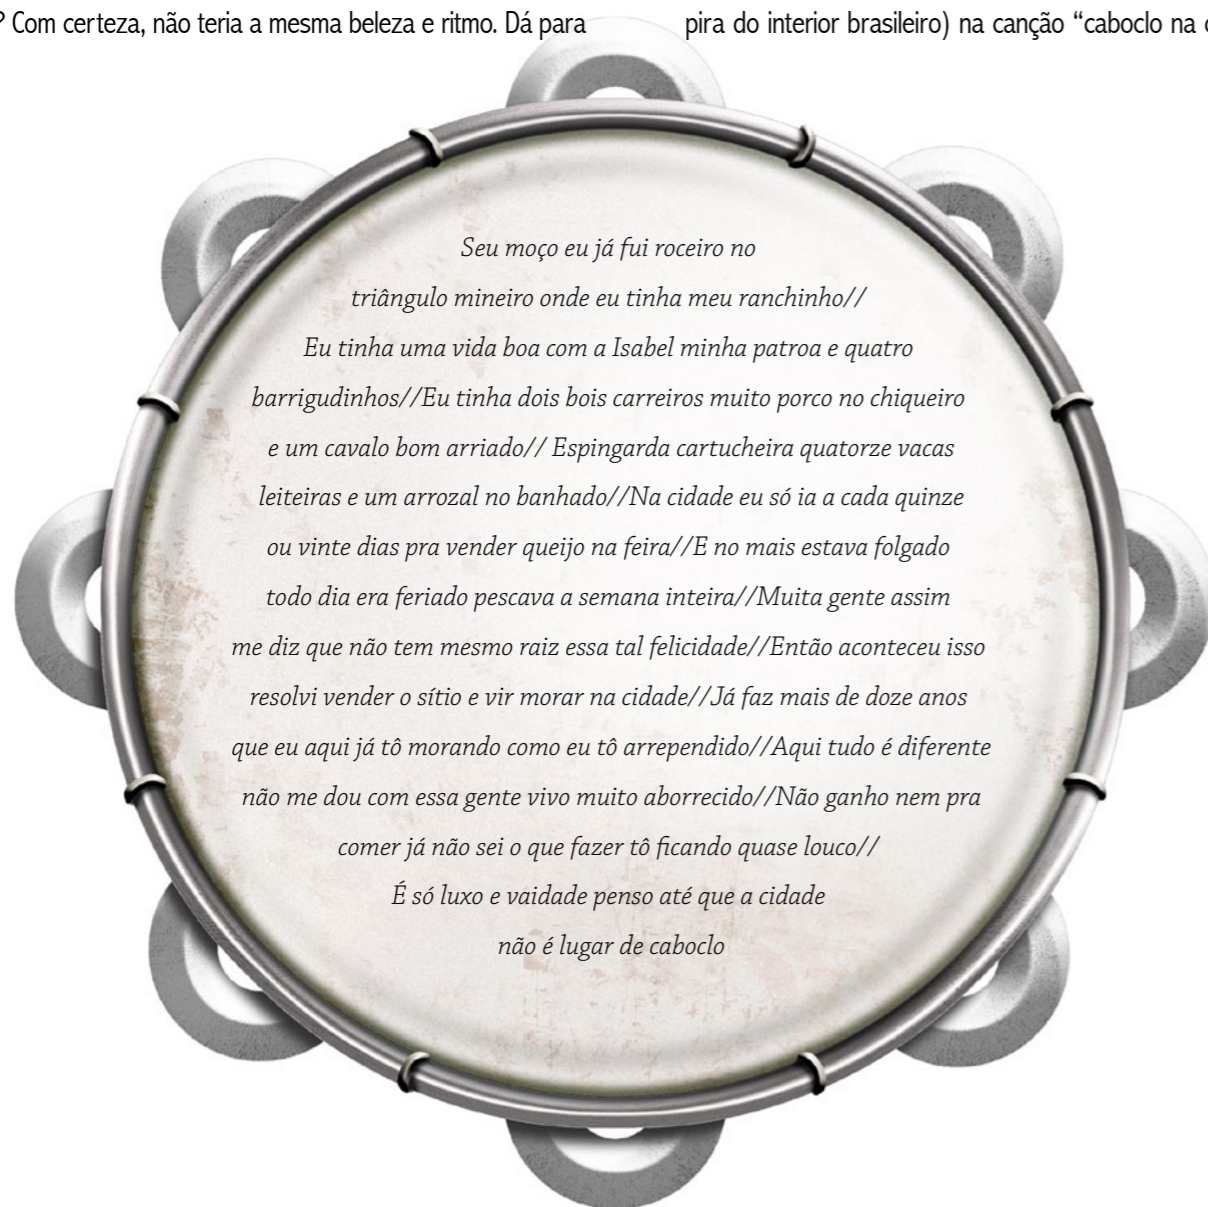 ? Com certeza, não teria a mesma beleza e ritmo. Dá para
pira do interior brasileiro) na canção “caboclo na
Seu moço eu já fui roceiro no
triângulo mineiro onde eu tinha meu ranchinho//
Eu tinha uma vida boa com a Isabel minha patroa e quatro
barrigudinhos//Eu tinha dois bois carreiros muito porco no chiqueiro
e um cavalo bom arriado// Espingarda cartucheira quatorze vacas
leiteiras e um arrozal no banhado//Na cidade eu só ia a cada quinze
ou vinte dias pra vender queijo na feira//E no mais estava folgado
todo dia era feriado pescava a semana inteira//Muita gente assim
me diz que não tem mesmo raiz essa tal felicidade//Então aconteceu isso
resolvi vender o sítio e vir morar na cidade//Já faz mais de doze anos
que eu aqui já tô morando como eu tô arrependido//Aqui tudo é diferente
não me dou com essa gente vivo muito aborrecido//Não ganho nem pra
comer já não sei o que fazer tô ficando quase louco//
É só luxo e vaidade penso até que a cidade
não é lugar de caboclo